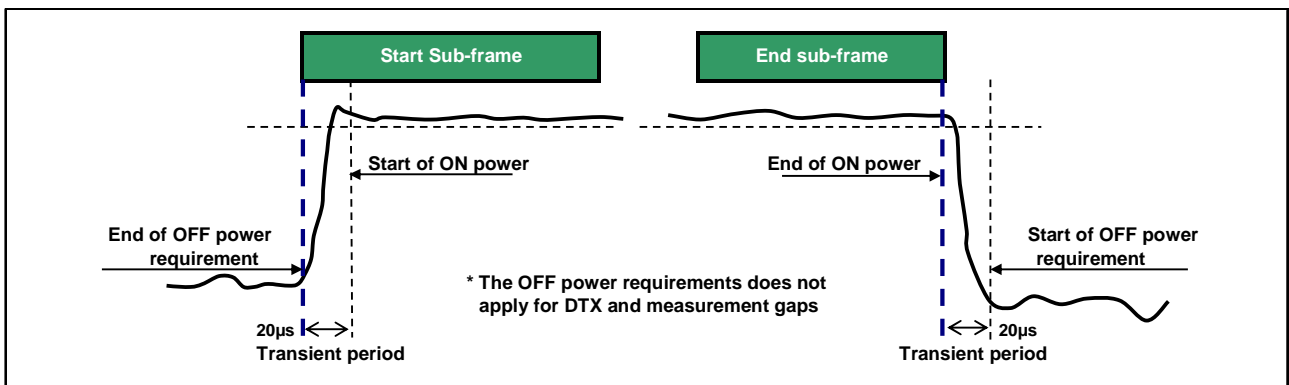 Start Sub-frame
End sub-frame
Start of ON power
End of ON power
End of OFF power
requirement
Start of OFF power
requirement
* The OFF power requirements does not
apply for DTX and measurement gaps
20µs
Transient period
20µs
Transient period